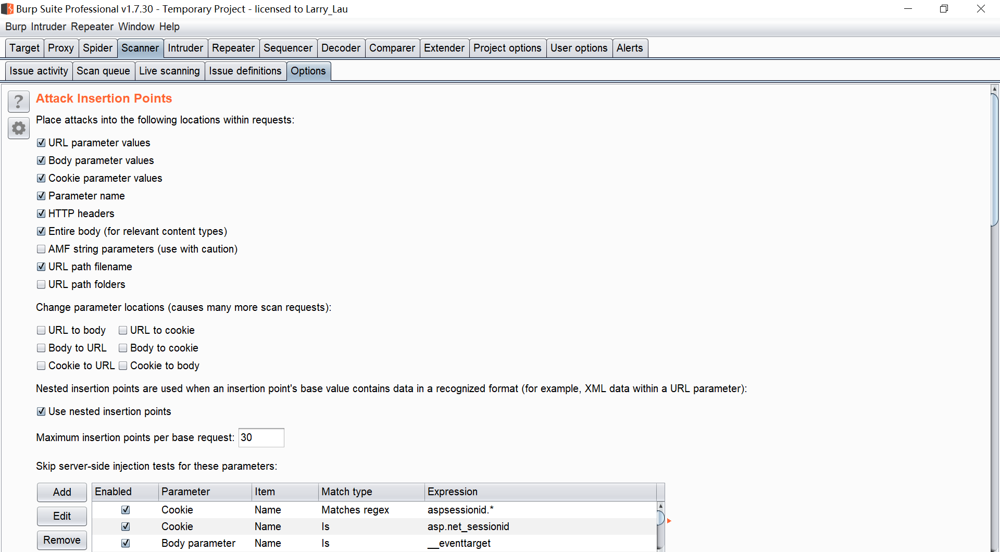 Burp Suite Professional v1.7.30 - Temporary Project - licensed to Larry_Lau
Burp Intruder Repeater Window Help
Target Proxy Spider Scanner Intruder Repeater Sequencer Decoder Comparer Extender Project options User options Alerts
Issue activity Scan queue Live scanning Issue definitions Options
? Attack Insertion Points
Place attacks into the following locations within requests:
URL parameter values
Body parameter values
Cookie parameter values
Parameter name
HTTP headers
Entire body (for relevant content types)
AMF string parameters (use with caution)
URL path filename
URL path folders
Change parameter locations (causes many more scan requests):
URL to body URL to cookie
Body to URL Body to cookie
Cookie to URL Cookie to body
Nested insertion points are used when an insertion point's base value contains data in a recognized format (for example, XML data within a URL parameter):
Use nested insertion points
Maximum insertion points per base request: 30
Skip server-side injection tests for these parameters:
Add Enabled Parameter Item Match type Expression
Cookie Name Matches regex aspsessionid.*
Edit
Cookie Name Is asp.net_sessionid
Remove Body parameter Name Is __eventtarget